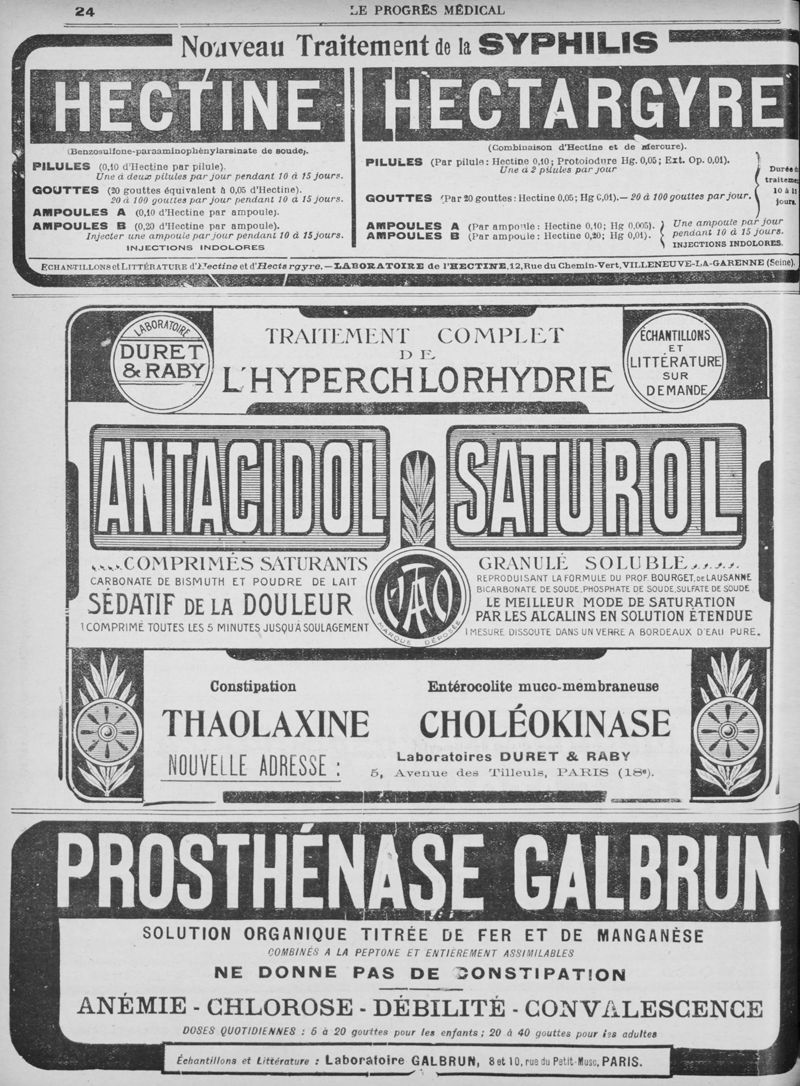 24
LE PROGRÈS MÉDICAL
Nouveau Traitement de la SYPHILIS
HECTINE
(Benzosulfone-paraaminophénylarsinate de soude).
PILULES (0,10 d'Hectine par pilule).
Une à deux pilules par jour pendant 10 à 15 jours.
GOUTTES (20 gouttes équivalent à 0,05 d'Hectine).
20 à 100 gouttes par jour pendant 10 à 15 jours.
AMPOULES A (0,10 d'Hectine par ampoule).
AMPOULES B (0,20 d'Hectine par ampoule).
Injecter une ampoule par jour pendant 10 à 15 jours.
INJECTIONS INDOLORES
HECTARGYRE
(Combinaison d'Hectine et de Mercure).
PILULES (Par pilule : Hectine 0,10 ; Protoiodure Hg. 0,05 ; Ext. Op. 0,01).
Une à 2 pilules par jour
GOUTTES (Par 20 gouttes : Hectine 0,05 ; Hg 0,01). — 20 à 100 gouttes par jour.
Durée du
traitement
10 à 15
jours.
AMPOULES A (Par ampoule : Hectine 0,10 ; Hg 0,005).
AMPOULES B (Par ampoule : Hectine 0,20 ; Hg 0,01).
Une ampoule par jour
pendant 10 à 15 jours.
INJECTIONS INDOLORES.
ECHANTILLONS et LITTÉRATURE d'Hectine et d'Hectargyre. — LABORATOIRE de l'HECTINE, 12, Rue du Chemin-Vert, VILLENEUVE-LA-GARENNE (Seine).
LABORATOIRE
DURET
& RABY
TRAITEMENT COMPLET
DE
L'HYPERCHLORHYDRIE
ÉCHANTILLONS
ET
LITTÉRATURE
SUR
DEMANDE
ANTACIDOL
SATUROL
COMPRIMÉS SATURANTS
CARBONATE DE BISMUTH ET POUDRE DE LAIT
SÉDATIF DE LA DOULEUR
1 COMPRIMÉ TOUTES LES 5 MINUTES JUSQU'À SOULAGEMENT
MARQUE DÉPOSÉE
GRANULÉ SOLUBLE
REPRODUISANT LA FORMULE DU PROF. BOURGET, DE LAUSANNE
BICARBONATE DE SOUDE, PHOSPHATE DE SOUDE, SULFATE DE SOUDE
LE MEILLEUR MODE DE SATURATION
PAR LES ALCALINS EN SOLUTION ÉTENDUE
1 MESURE DISSOUTE DANS UN VERRE A BORDEAUX D'EAU PURE.
Constipation
THAOLAXINE
Entérocolite muco-membraneuse
CHOLÉOKINASE
NOUVELLE ADRESSE :
Laboratoires DURET & RABY
5, Avenue des Tilleuls, PARIS (18e).
PROSTHÉNASE GALBRUN
SOLUTION ORGANIQUE TITRÉE DE FER ET DE MANGANÈSE
COMBINÉS A LA PEPTONE ET ENTIÈREMENT ASSIMILABLES
NE DONNE PAS DE CONSTIPATION
ANÉMIE - CHLOROSE - DÉBILITÉ - CONVALESCENCE
DOSES QUOTIDIENNES : 5 à 20 gouttes pour les enfants ; 20 à 40 gouttes pour les adultes
Échantillons et Littérature : Laboratoire GALBRUN, 8 et 10, rue du Petit-Musc, PARIS.